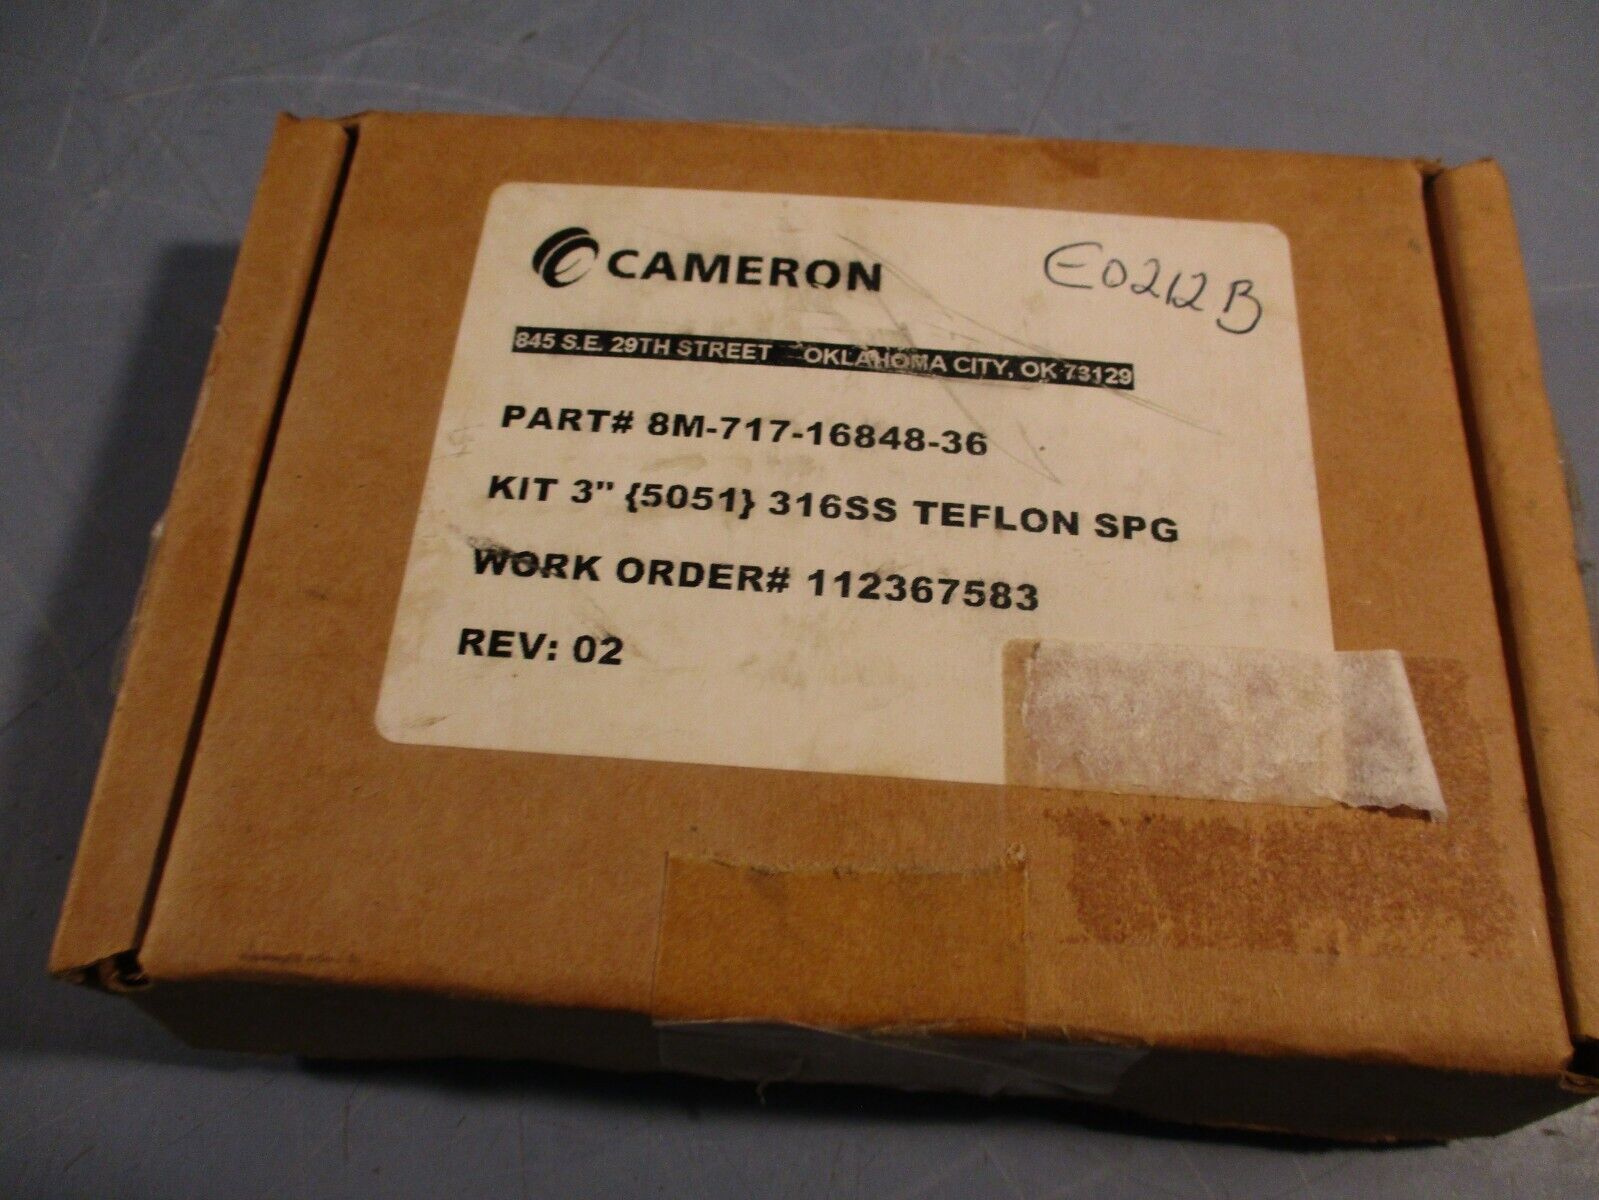 CAMERON
E0212B
845 S.E. 29TH STREET OKLAHOMA CITY, OK 73129
PART# 8M-717-16848-36
KIT 3" {5051} 316SS TEFLON SPG
WORK ORDER# 112367583
REV: 02